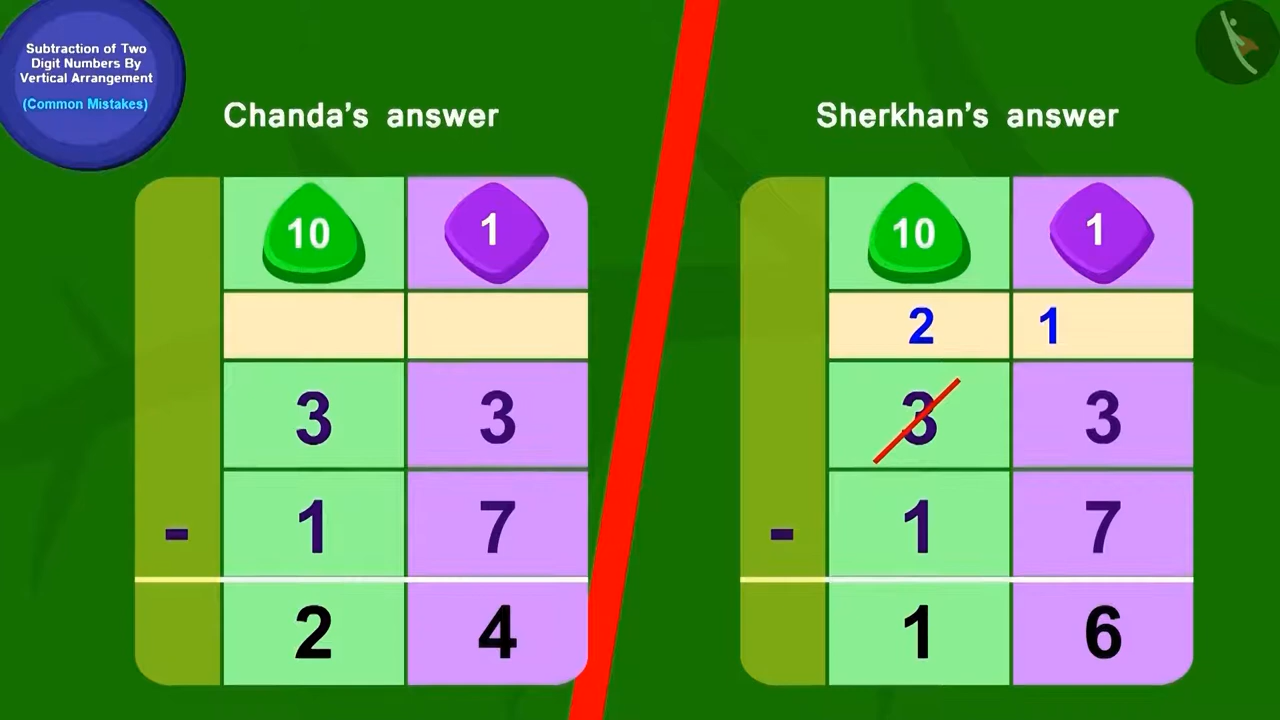 Subtraction of Two
Digit Numbers By
Vertical Arrangement
(Common Mistakes)
Chanda's answer
10 1
3 3
- 1 7
2 4
Sherkhan's answer
10 1
2 1
3 3
- 1 7
1 6